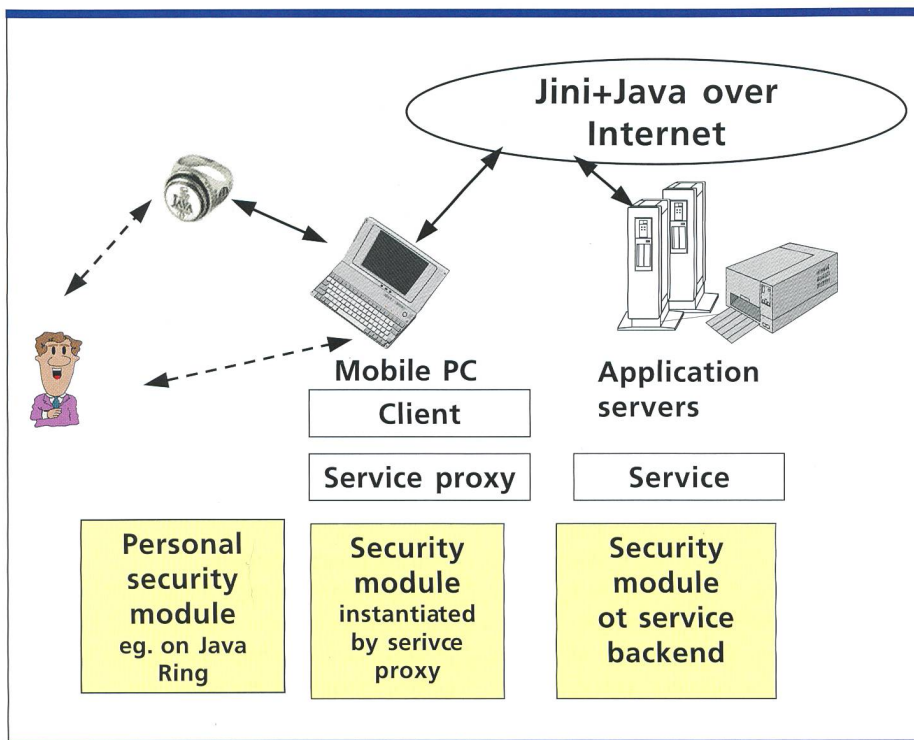 Jini+Java over
Internet
JAVA
Mobile PC
Application
servers
Client
Service proxy
Service
Personal
security
module
eg. on Java
Ring
Security
module
instantiated
by serivce
proxy
Security
module
ot service
backend